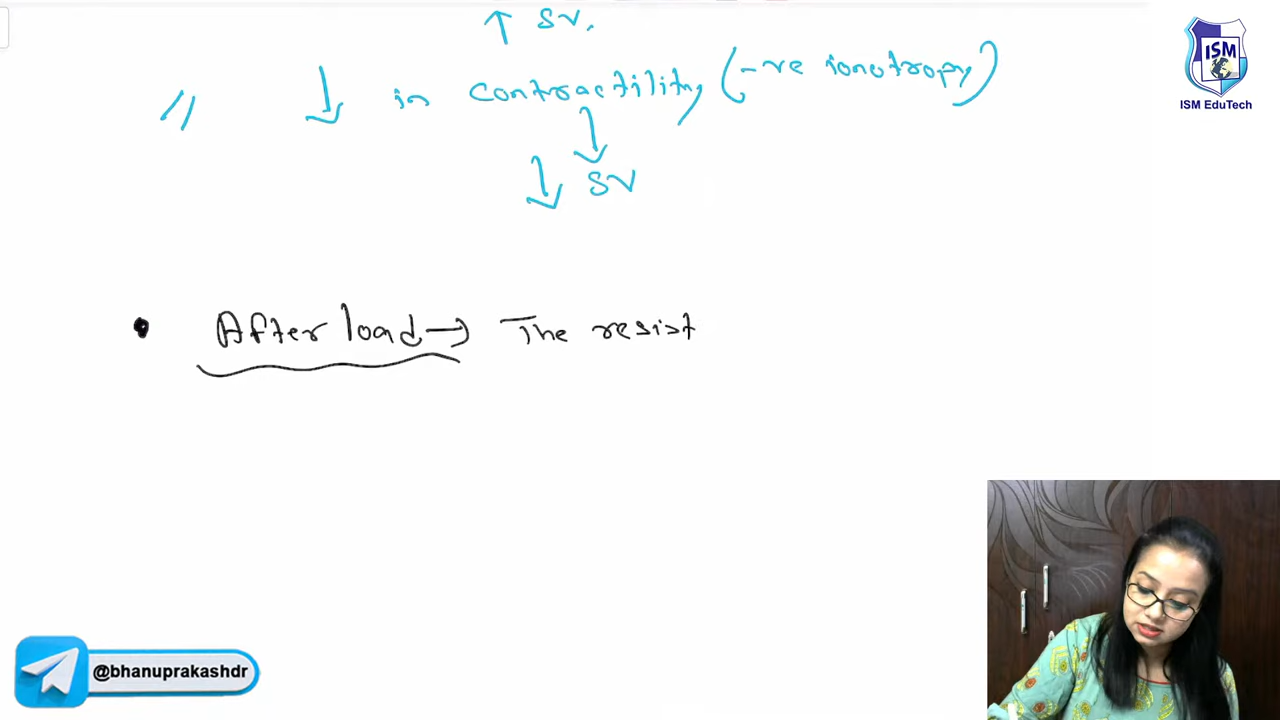 ↑ SV.
ISM
ISM EduTech
// ↓ in contractility (-ve ionotropy)
↓
↓ SV
• After load → The resist
@bhanuprakashdr